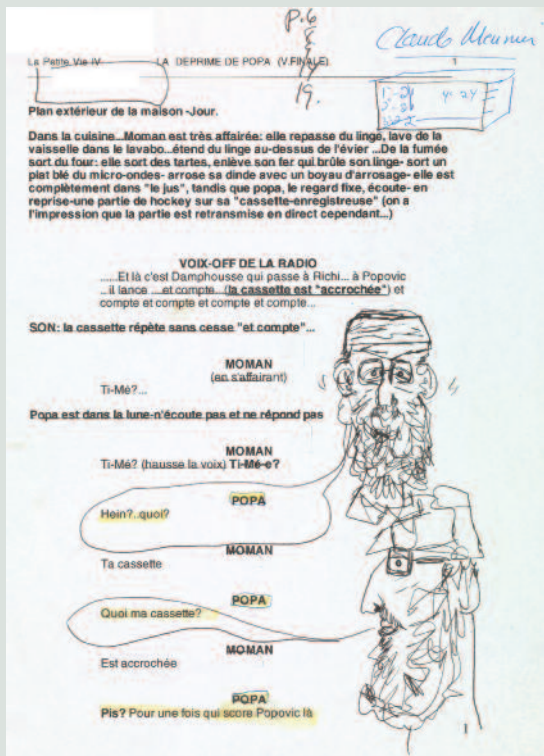 P.6
8
Claude Meunier
La Petite Vie IV LA DEPRIME DE POPA (V.FINALE) 1
19.
Plan extérieur de la maison -Jour.
Dans la cuisine...Moman est très affairée: elle repasse du linge, lave de la
vaisselle dans le lavabo...étend du linge au-dessus de l'évier ...De la fumée
sort du four: elle sort des tartes, enlève son fer qui brûle son linge- sort un
plat blé du micro-ondes- arrose sa dinde avec un boyau d'arrosage- elle est
complètement dans "le jus", tandis que popa, le regard fixe, écoute- en
reprise-une partie de hockey sur sa "cassette-enregistreuse" (on a
l'impression que la partie est retransmise en direct cependant...)
VOIX-OFF DE LA RADIO
.....Et là c'est Damphousse qui passe à Richi... à Popovic
..il lance ....et compte...(la cassette est "accrochée") et
compte et compte et compte et compte...
SON: la cassette répète sans cesse "et compte"...
MOMAN
(en s'affairant)
Ti-Mé?...
Popa est dans la lune-n'écoute pas et ne répond pas
MOMAN
Ti-Mé? (hausse la voix) Ti-Mé-e?
POPA
Hein?..quoi?
MOMAN
Ta cassette
POPA
Quoi ma cassette?
MOMAN
Est accrochée
POPA
Pis? Pour une fois qui score Popovic là